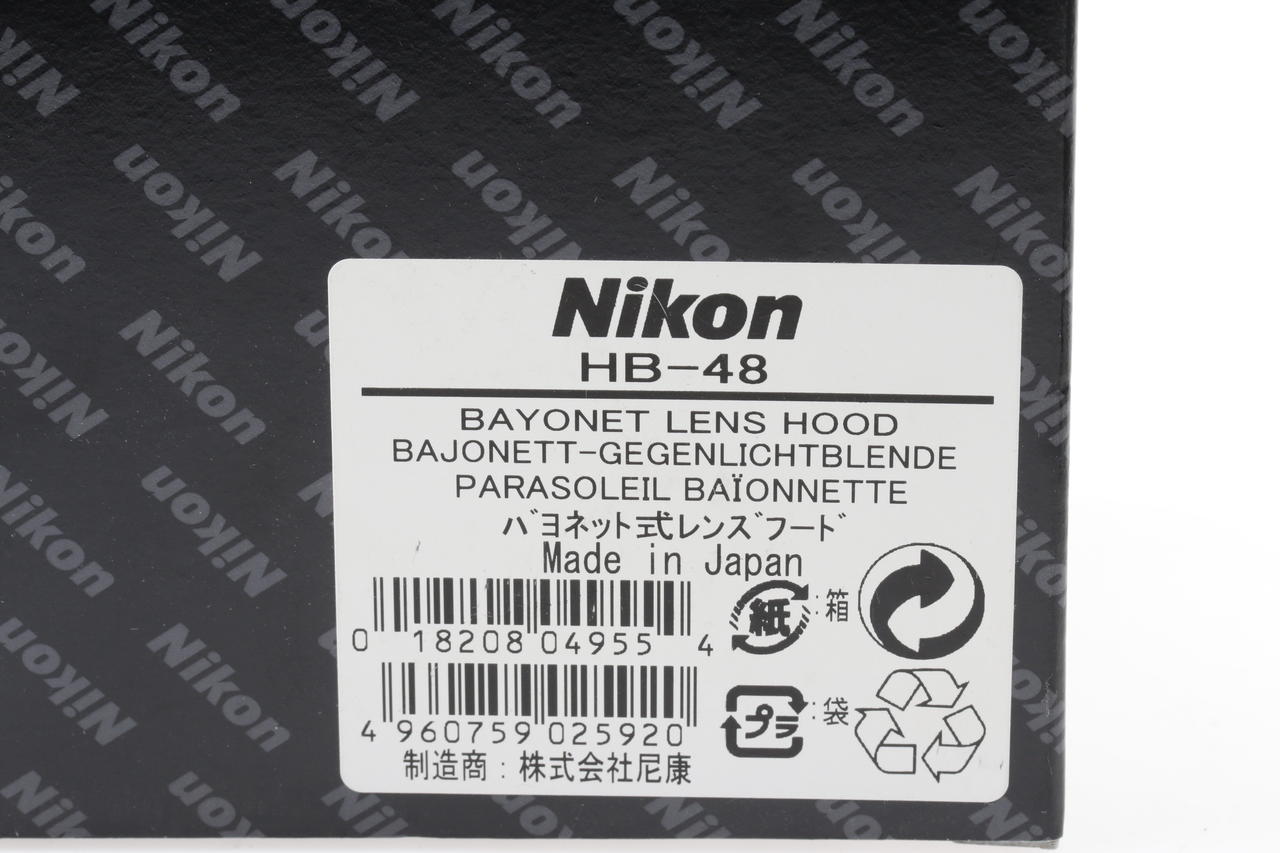 Nikon
HB-48
BAYONET LENS HOOD
BAJONETT-GEGENLICHTBLENDE
PARASOLEIL BAÏONNETTE
バヨネット式レンズフード
Made in Japan
0 18208 04955 4
紙:箱
4 960759 025920
プラ:袋
制造商:株式会社尼康